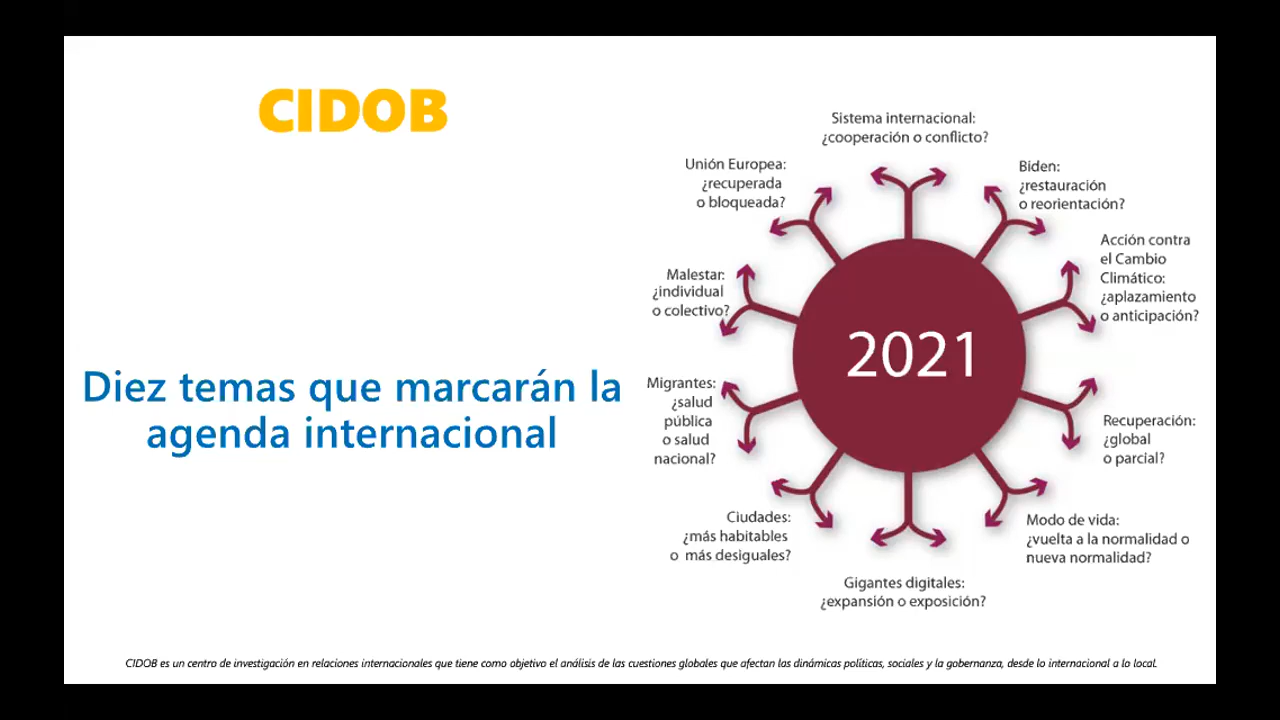 CIDOB
Diez temas que marcarán la
agenda internacional
Sistema internacional:
¿cooperación o conflicto?
Biden:
¿restauración
o reorientación?
Acción contra
el Cambio
Climático:
¿aplazamiento
o anticipación?
Recuperación:
¿global
o parcial?
Modo de vida:
¿vuelta a la normalidad o
nueva normalidad?
Gigantes digitales:
¿expansión o exposición?
Ciudades:
¿más habitables
o más desiguales?
Migrantes:
¿salud
pública
o salud
nacional?
Malestar:
¿individual
o colectivo?
Unión Europea:
¿recuperada
o bloqueada?
2021
CIDOB es un centro de investigación en relaciones internacionales que tiene como objetivo el análisis de las cuestiones globales que afectan las dinámicas políticas, sociales y la gobernanza, desde lo internacional a lo local.